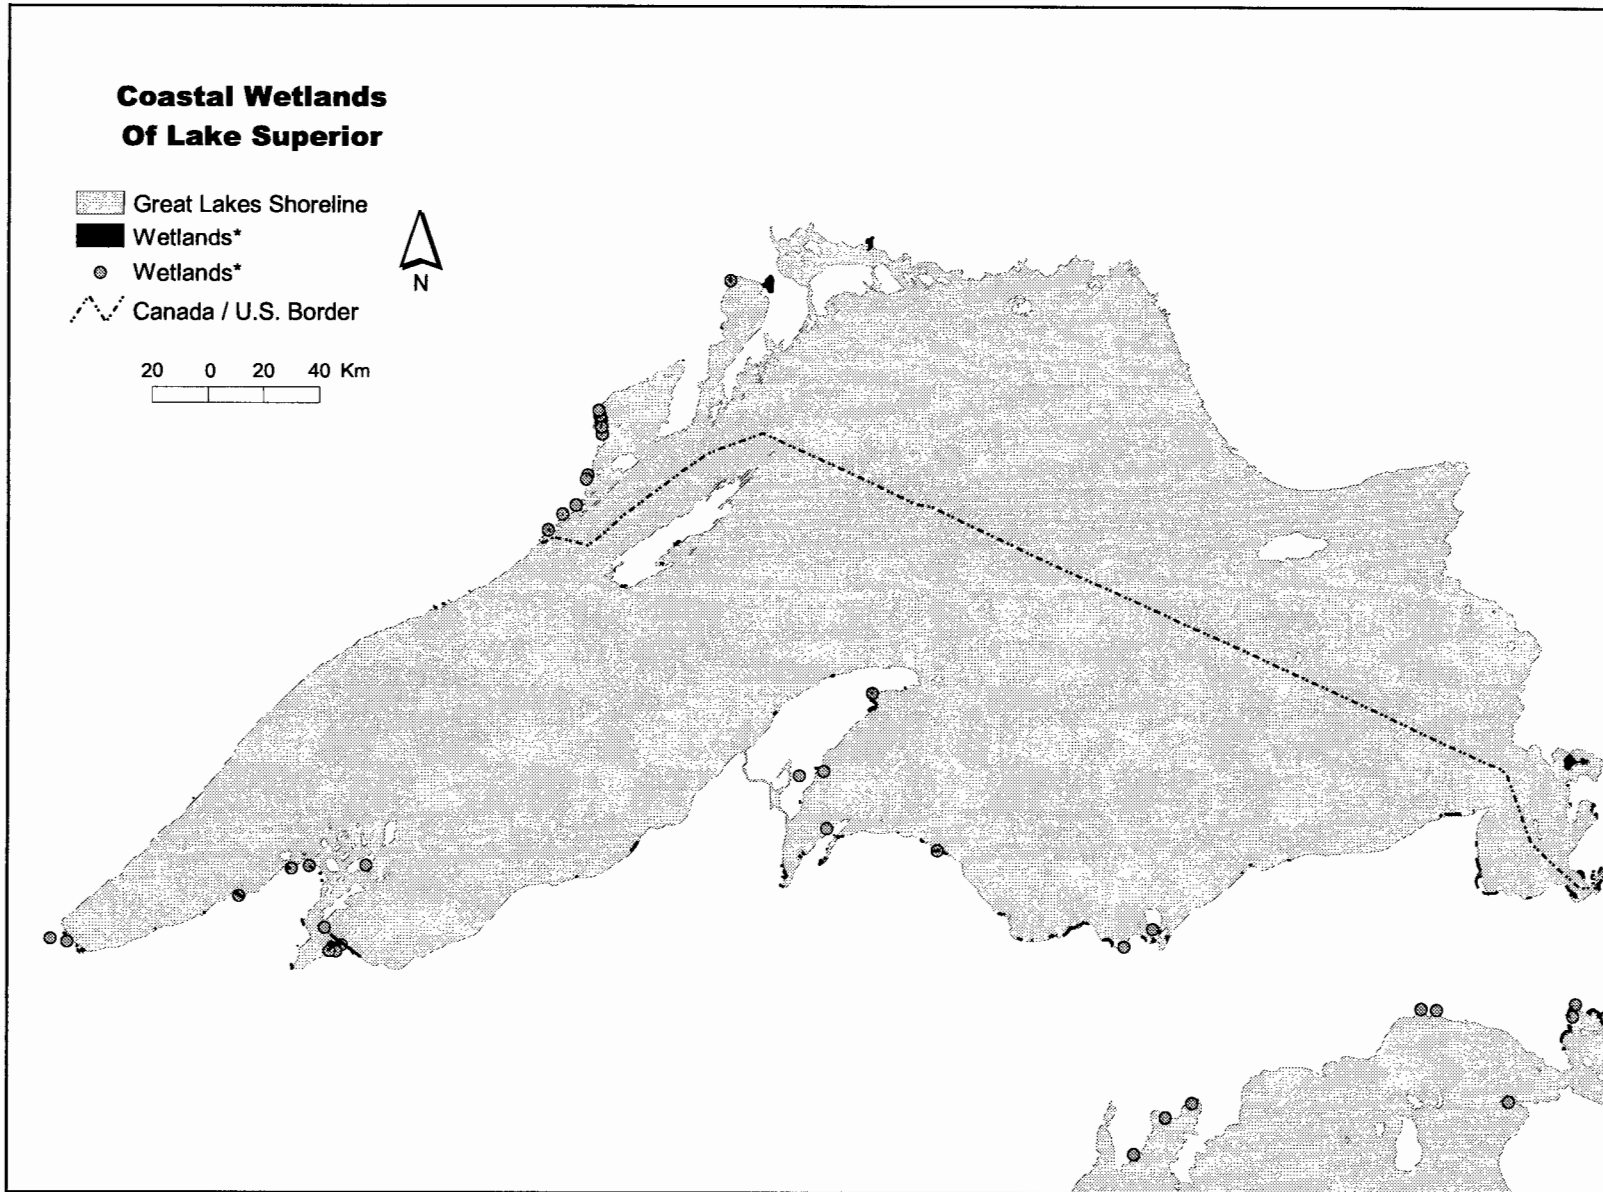 Coastal Wetlands
Of Lake Superior
Great Lakes Shoreline
Wetlands*
Wetlands*
Canada / U.S. Border
N
20 0 20 40 Km